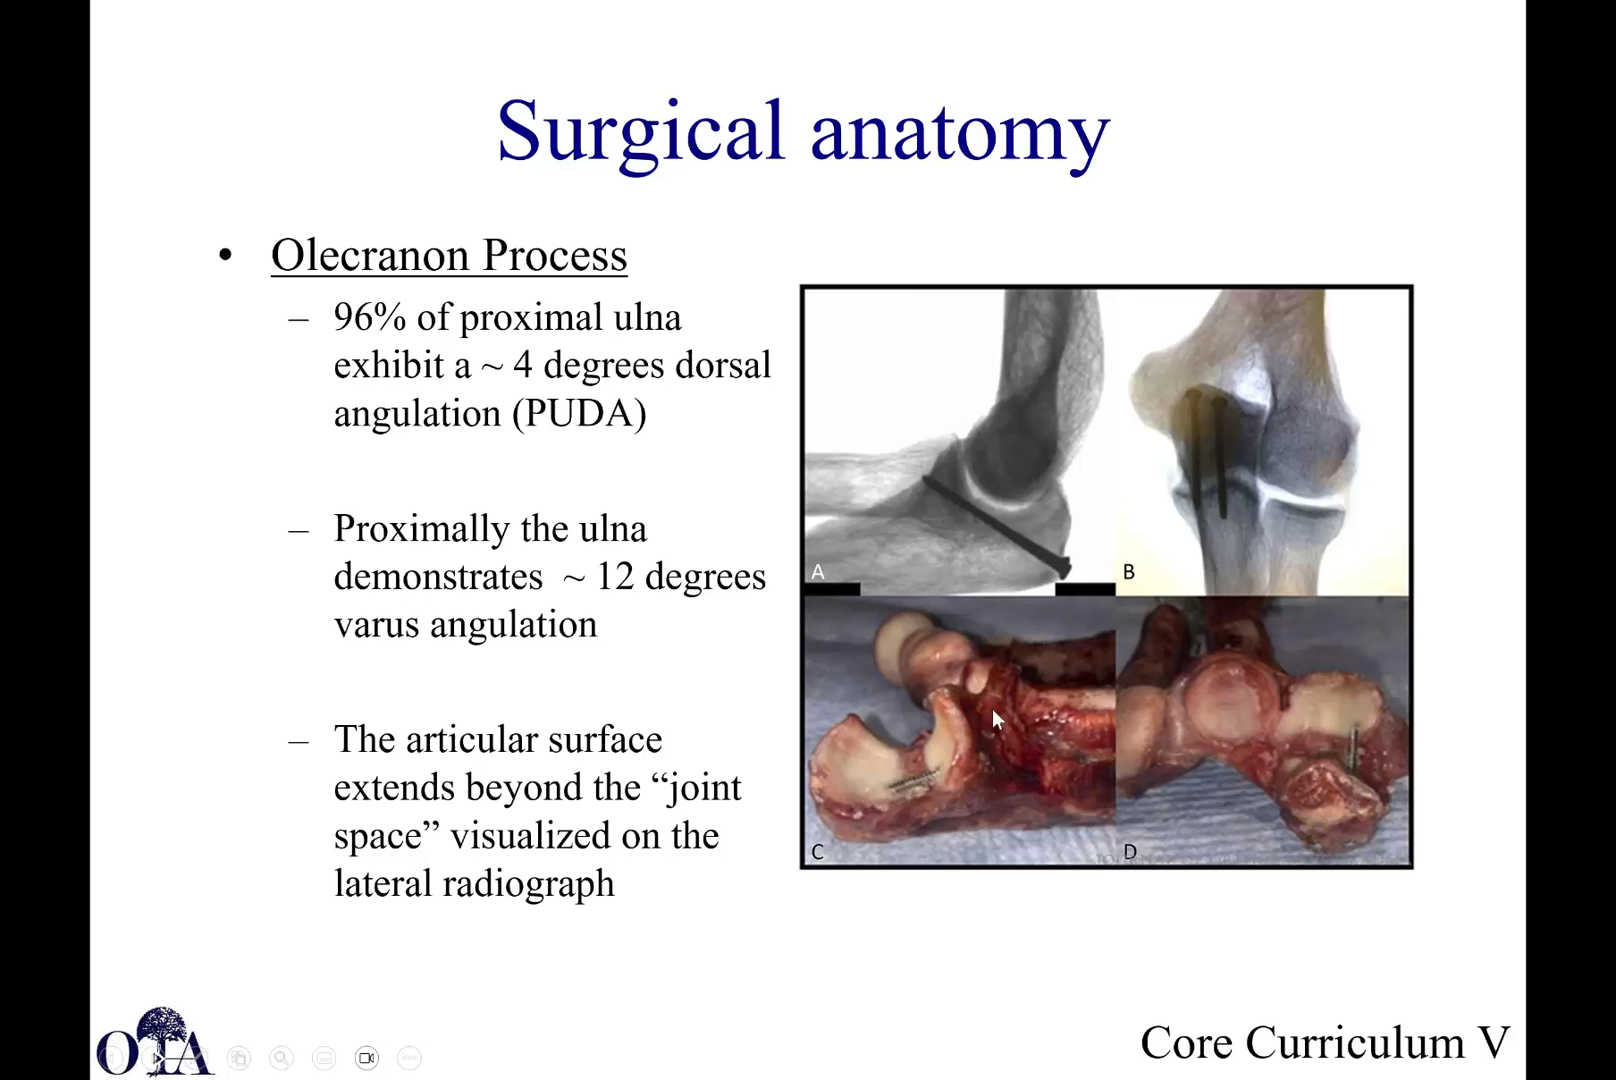 Surgical anatomy
• Olecranon Process
– 96% of proximal ulna
exhibit a ~ 4 degrees dorsal
angulation (PUDA)
– Proximally the ulna
demonstrates ~ 12 degrees
varus angulation
– The articular surface
extends beyond the “joint
space” visualized on the
lateral radiograph
A
B
C
D
OTA
Core Curriculum V